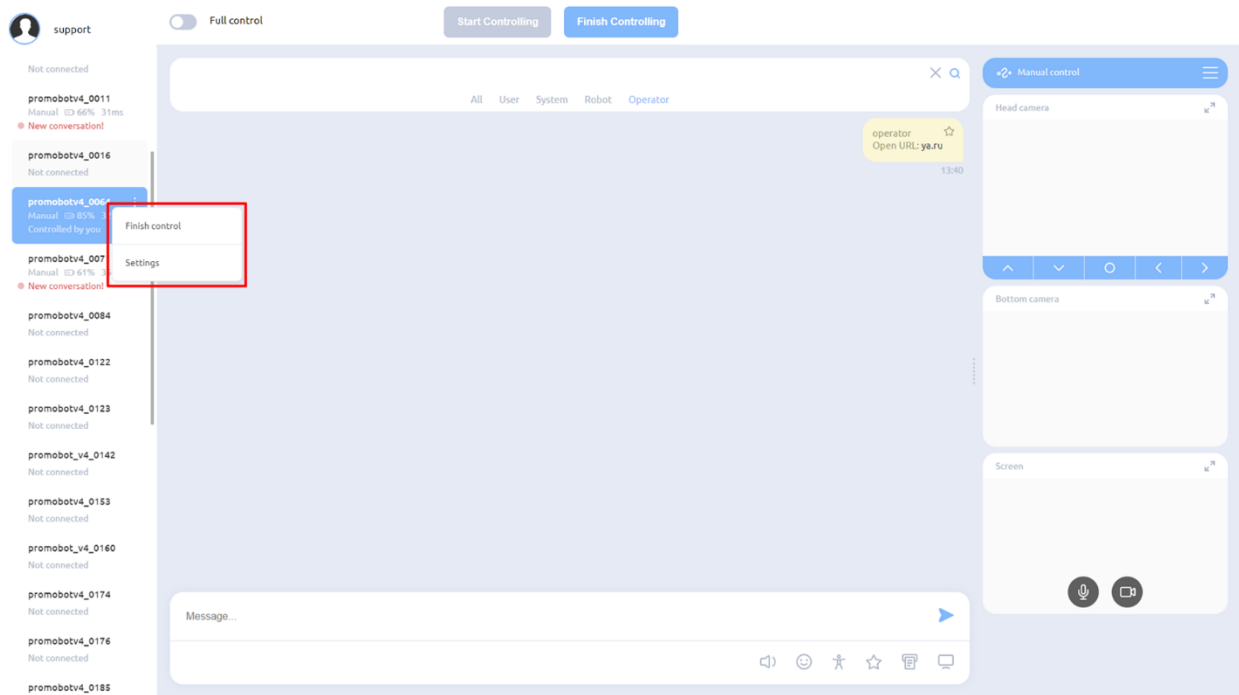 support
Full control
Start Controlling
Finish Controlling
Not connected
promobotv4_0011
Manual 66% 31ms
New conversation!
promobotv4_0016
Not connected
promobotv4_0064
Manual 85%
Controlled by you
Finish control
Settings
promobotv4_007
Manual 61%
New conversation!
promobotv4_0084
Not connected
promobotv4_0122
Not connected
promobotv4_0123
Not connected
promobot_v4_0142
Not connected
promobotv4_0153
Not connected
promobot_v4_0160
Not connected
promobotv4_0174
Not connected
promobotv4_0176
Not connected
promobotv4_0185
All User System Robot Operator
operator
Open URL: ya.ru
13:40
Message...
Manual control
Head camera
Bottom camera
Screen